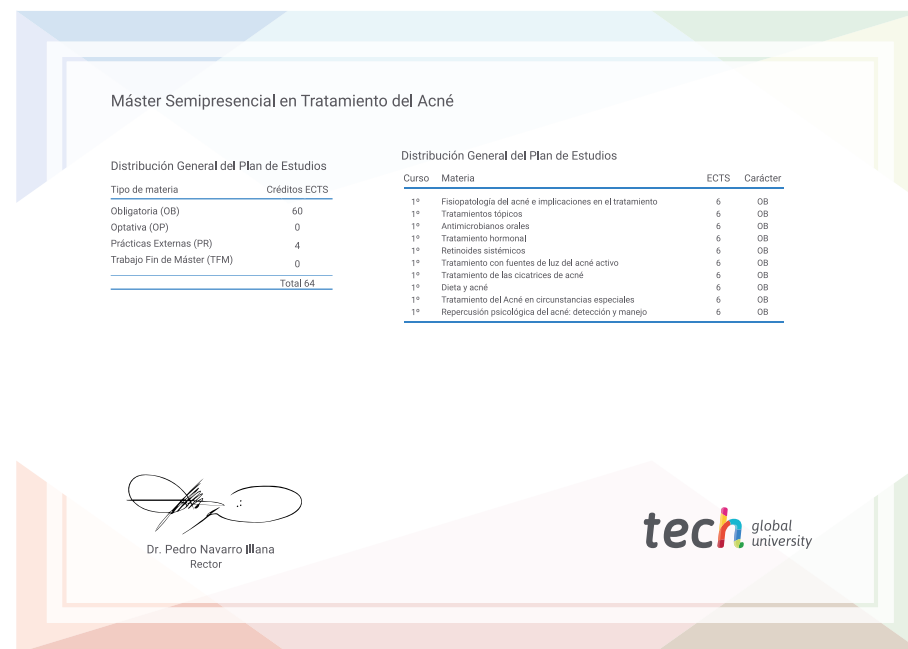 Máster Semipresencial en Tratamiento del Acné
Distribución General del Plan de Estudios
Tipo de materia Créditos ECTS
Obligatoria (OB) 60
Optativa (OP) 0
Prácticas Externas (PR) 4
Trabajo Fin de Máster (TFM) 0
Total 64
Distribución General del Plan de Estudios
Curso Materia ECTS Carácter
1º Fisiopatología del acné e implicaciones en el tratamiento 6 OB
1º Tratamientos tópicos 6 OB
1º Antimicrobianos orales 6 OB
1º Tratamiento hormonal 6 OB
1º Retinoides sistémicos 6 OB
1º Tratamiento con fuentes de luz del acné activo 6 OB
1º Tratamiento de las cicatrices de acné 6 OB
1º Dieta y acné 6 OB
1º Tratamiento del Acné en circunstancias especiales 6 OB
1º Repercusión psicológica del acné: detección y manejo 6 OB
Dr. Pedro Navarro Illana
Rector
tech global university